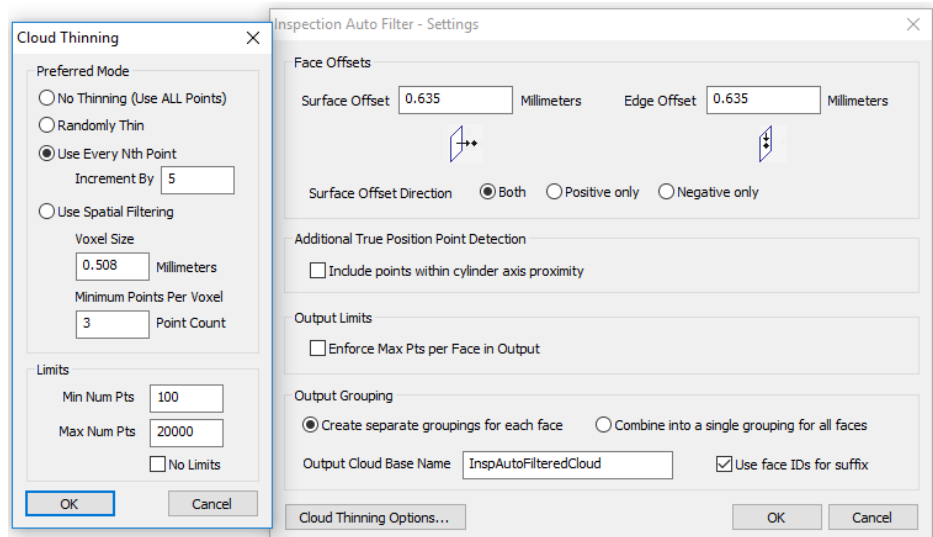 Cloud Thinning
Preferred Mode
No Thinning (Use ALL Points)
Randomly Thin
Use Every Nth Point
Increment By 5
Use Spatial Filtering
Voxel Size
0.508 Millimeters
Minimum Points Per Voxel
3 Point Count
Limits
Min Num Pts 100
Max Num Pts 20000
No Limits
OK Cancel
Inspection Auto Filter - Settings
Face Offsets
Surface Offset 0.635 Millimeters Edge Offset 0.635 Millimeters
Surface Offset Direction Both Positive only Negative only
Additional True Position Point Detection
Include points within cylinder axis proximity
Output Limits
Enforce Max Pts per Face in Output
Output Grouping
Create separate groupings for each face Combine into a single grouping for all faces
Output Cloud Base Name InspAutoFilteredCloud Use face IDs for suffix
Cloud Thinning Options... OK Cancel